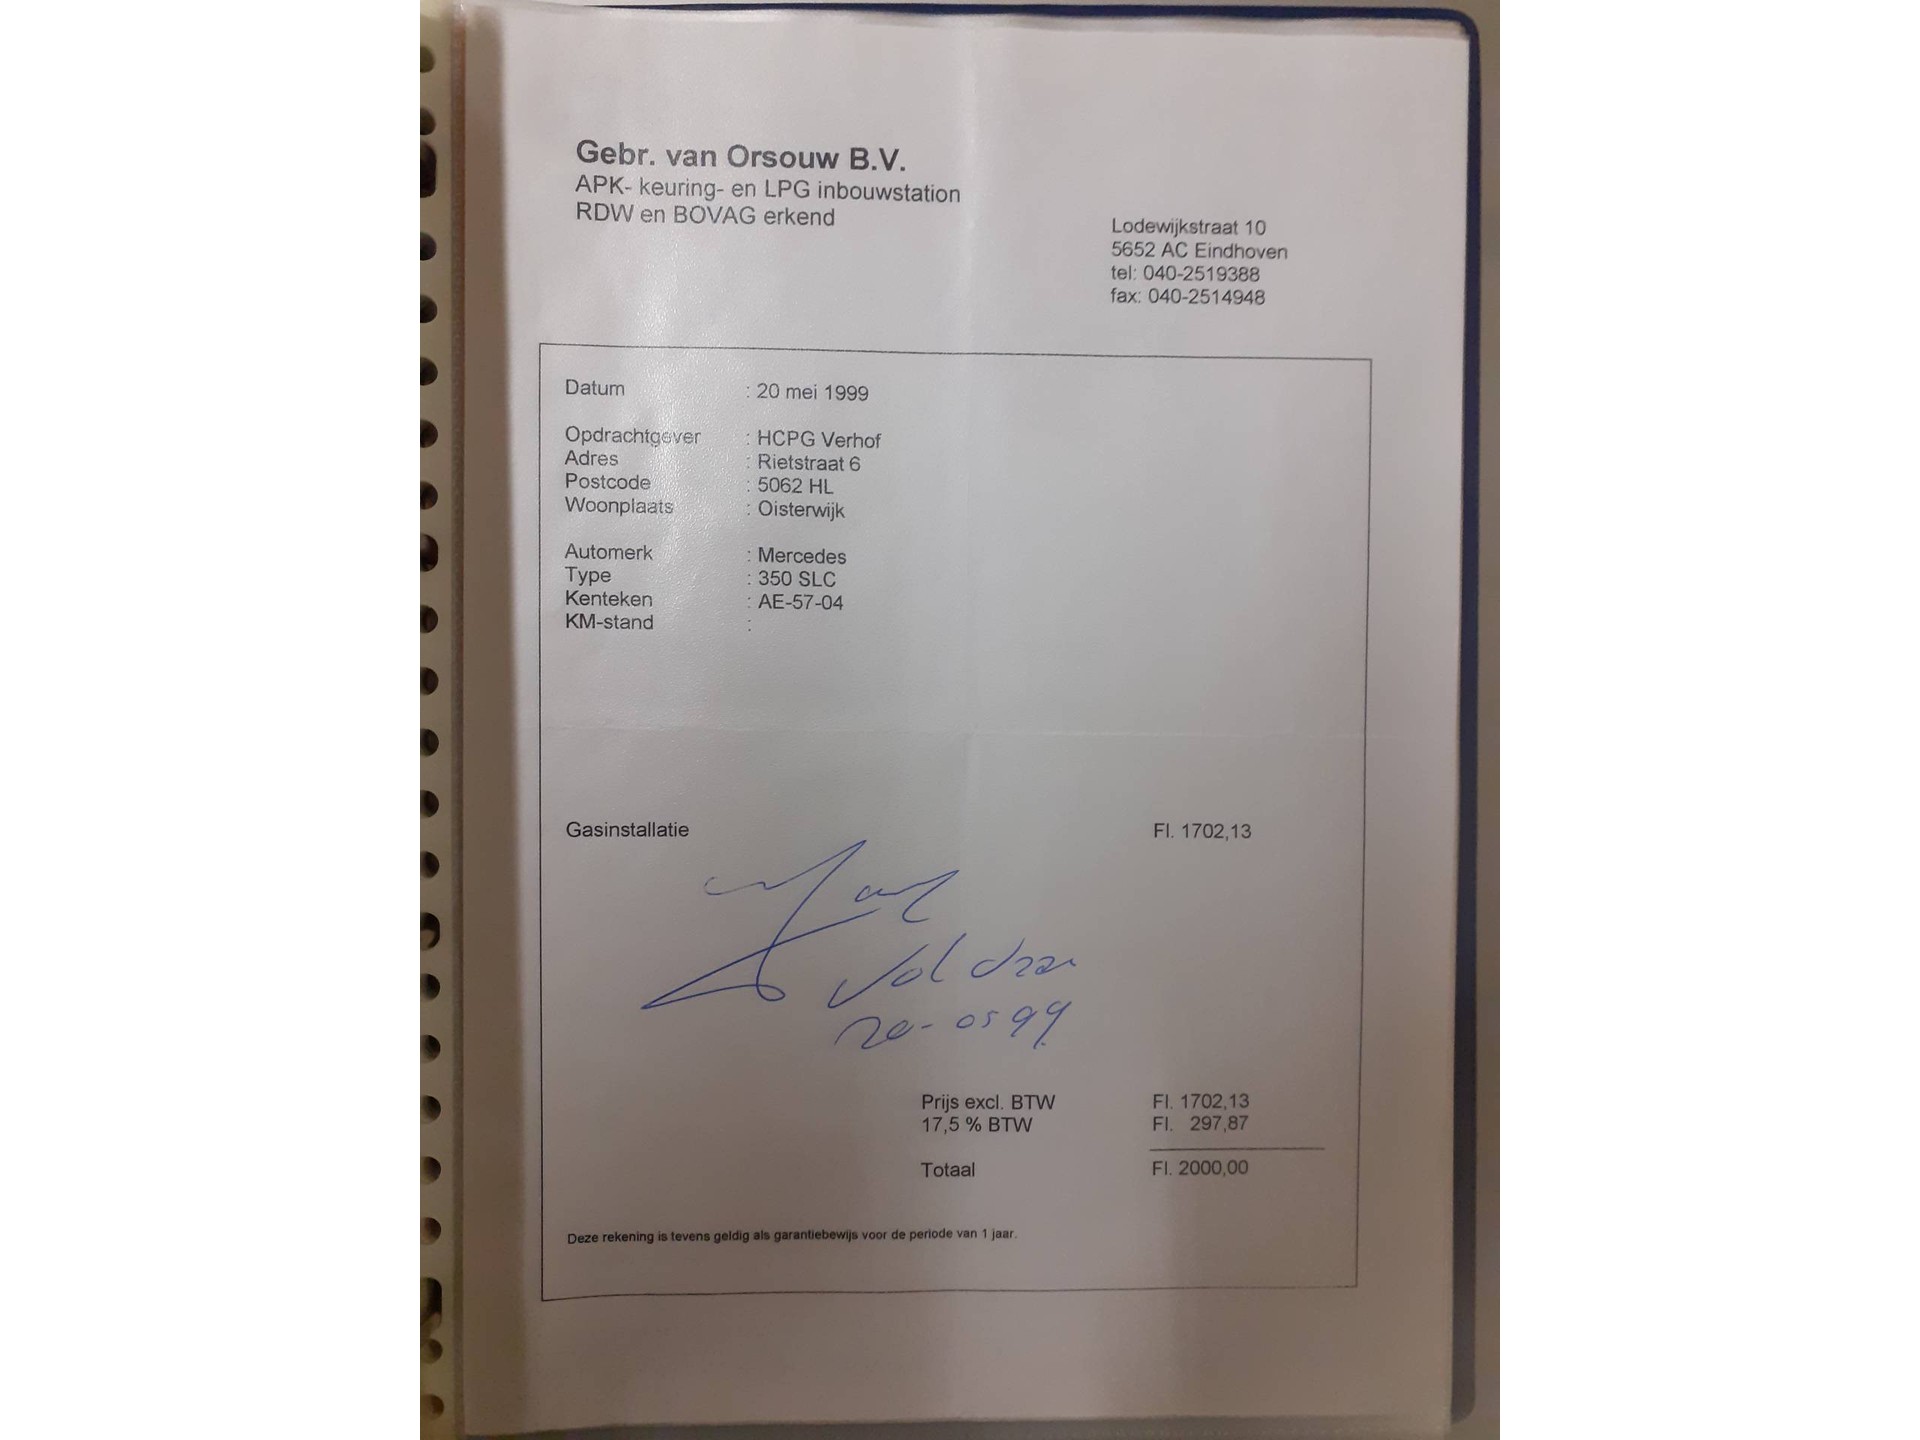 Gebr. van Orsouw B.V.
APK- keuring- en LPG inbouwstation
RDW en BOVAG erkend
Lodewijkstraat 10
5652 AC Eindhoven
tel: 040-2519388
fax: 040-2514948
Datum : 20 mei 1999
Opdrachtgever : HCPG Verhof
Adres : Rietstraat 6
Postcode : 5062 HL
Woonplaats : Oisterwijk
Automerk : Mercedes
Type : 350 SLC
Kenteken : AE-57-04
KM-stand :
Gasinstallatie Fl. 1702,13
Voldaan
20-05 99
Prijs excl. BTW Fl. 1702,13
17,5 % BTW Fl. 297,87
Totaal Fl. 2000,00
Deze rekening is tevens geldig als garantiebewijs voor de periode van 1 jaar.